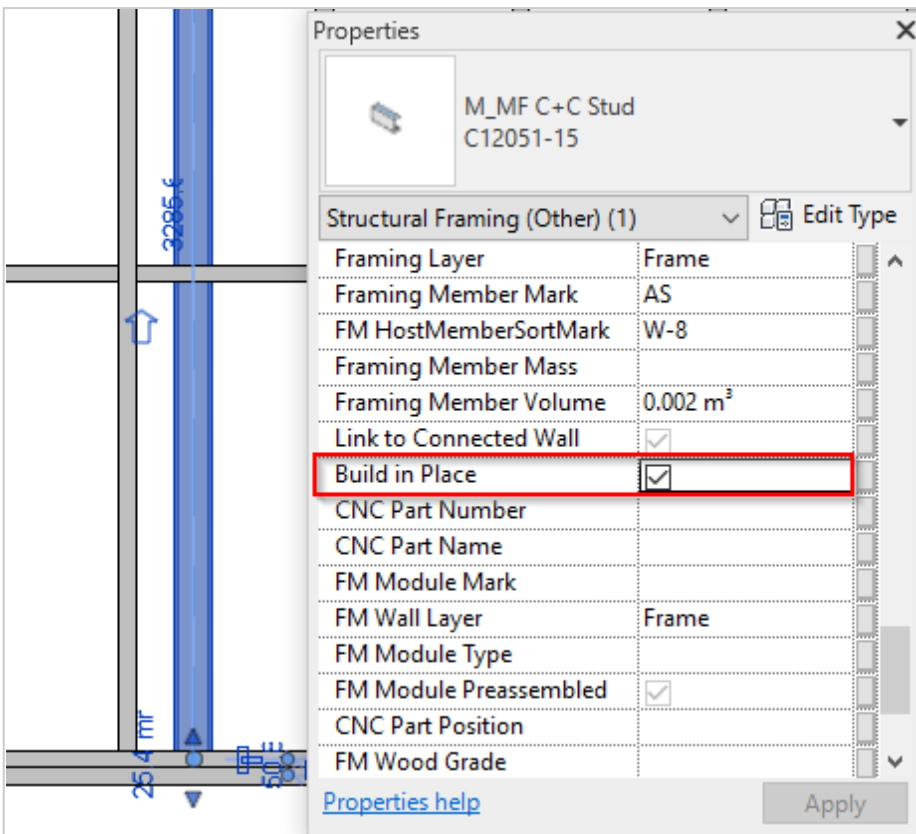 Properties
M_MF C+C Stud
C12051-15
Structural Framing (Other) (1)
Edit Type
Framing Layer Frame
Framing Member Mark AS
FM HostMemberSortMark W-8
Framing Member Mass
Framing Member Volume 0.002 m³
Link to Connected Wall
Build in Place
CNC Part Number
CNC Part Name
FM Module Mark
FM Wall Layer Frame
FM Module Type
FM Module Preassembled
CNC Part Position
FM Wood Grade
Properties help
Apply
25.4 mr